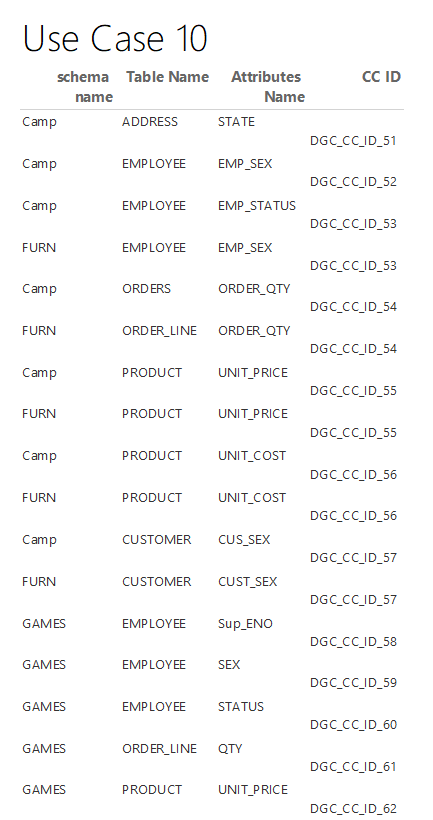 Use Case 10
schema Table Name Attributes CC ID
name Name
Camp ADDRESS STATE
DGC_CC_ID_51
Camp EMPLOYEE EMP_SEX
DGC_CC_ID_52
Camp EMPLOYEE EMP_STATUS
DGC_CC_ID_53
FURN EMPLOYEE EMP_SEX
DGC_CC_ID_53
Camp ORDERS ORDER_QTY
DGC_CC_ID_54
FURN ORDER_LINE ORDER_QTY
DGC_CC_ID_54
Camp PRODUCT UNIT_PRICE
DGC_CC_ID_55
FURN PRODUCT UNIT_PRICE
DGC_CC_ID_55
Camp PRODUCT UNIT_COST
DGC_CC_ID_56
FURN PRODUCT UNIT_COST
DGC_CC_ID_56
Camp CUSTOMER CUS_SEX
DGC_CC_ID_57
FURN CUSTOMER CUST_SEX
DGC_CC_ID_57
GAMES EMPLOYEE Sup_ENO
DGC_CC_ID_58
GAMES EMPLOYEE SEX
DGC_CC_ID_59
GAMES EMPLOYEE STATUS
DGC_CC_ID_60
GAMES ORDER_LINE QTY
DGC_CC_ID_61
GAMES PRODUCT UNIT_PRICE
DGC_CC_ID_62